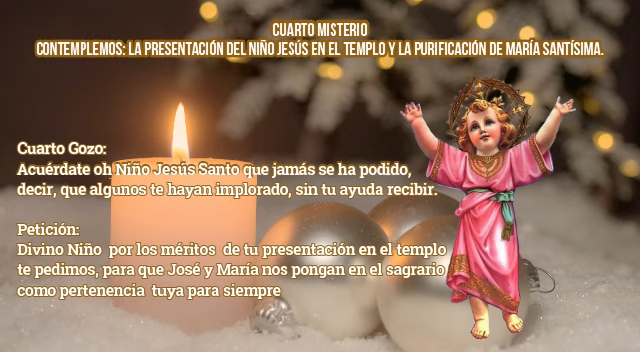 CUARTO MISTERIO
CONTEMPLEMOS: LA PRESENTACIÓN DEL NIÑO JESÚS EN EL TEMPLO Y LA PURIFICACIÓN DE MARÍA SANTÍSIMA.
Cuarto Gozo:
Acuérdate oh Niño Jesús Santo que jamás se ha podido,
decir, que algunos te hayan implorado, sin tu ayuda recibir.
Petición:
Divino Niño por los méritos de tu presentación en el templo
te pedimos, para que José y María nos pongan en el sagrario
como pertenencia tuya para siempre